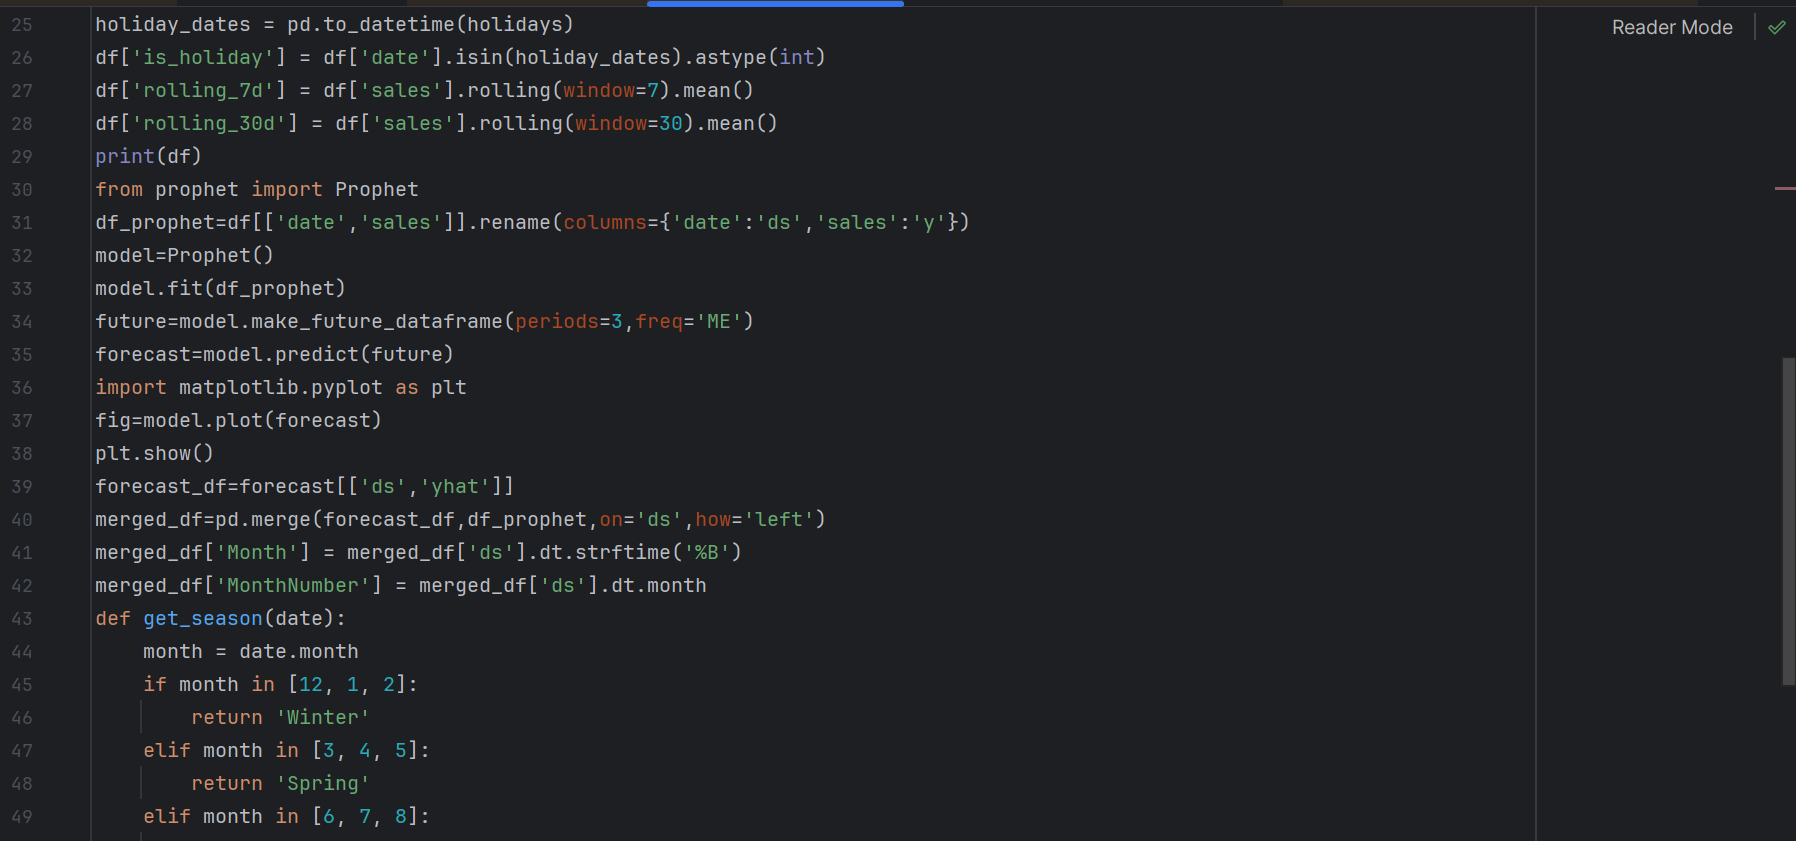 Reader Mode
25 holiday_dates = pd.to_datetime(holidays)
26 df['is_holiday'] = df['date'].isin(holiday_dates).astype(int)
27 df['rolling_7d'] = df['sales'].rolling(window=7).mean()
28 df['rolling_30d'] = df['sales'].rolling(window=30).mean()
29 print(df)
30 from prophet import Prophet
31 df_prophet=df[['date','sales']].rename(columns={'date':'ds','sales':'y'})
32 model=Prophet()
33 model.fit(df_prophet)
34 future=model.make_future_dataframe(periods=3,freq='ME')
35 forecast=model.predict(future)
36 import matplotlib.pyplot as plt
37 fig=model.plot(forecast)
38 plt.show()
39 forecast_df=forecast[['ds','yhat']]
40 merged_df=pd.merge(forecast_df,df_prophet,on='ds',how='left')
41 merged_df['Month'] = merged_df['ds'].dt.strftime('%B')
42 merged_df['MonthNumber'] = merged_df['ds'].dt.month
43 def get_season(date):
44     month = date.month
45     if month in [12, 1, 2]:
46         return 'Winter'
47     elif month in [3, 4, 5]:
48         return 'Spring'
49     elif month in [6, 7, 8]: